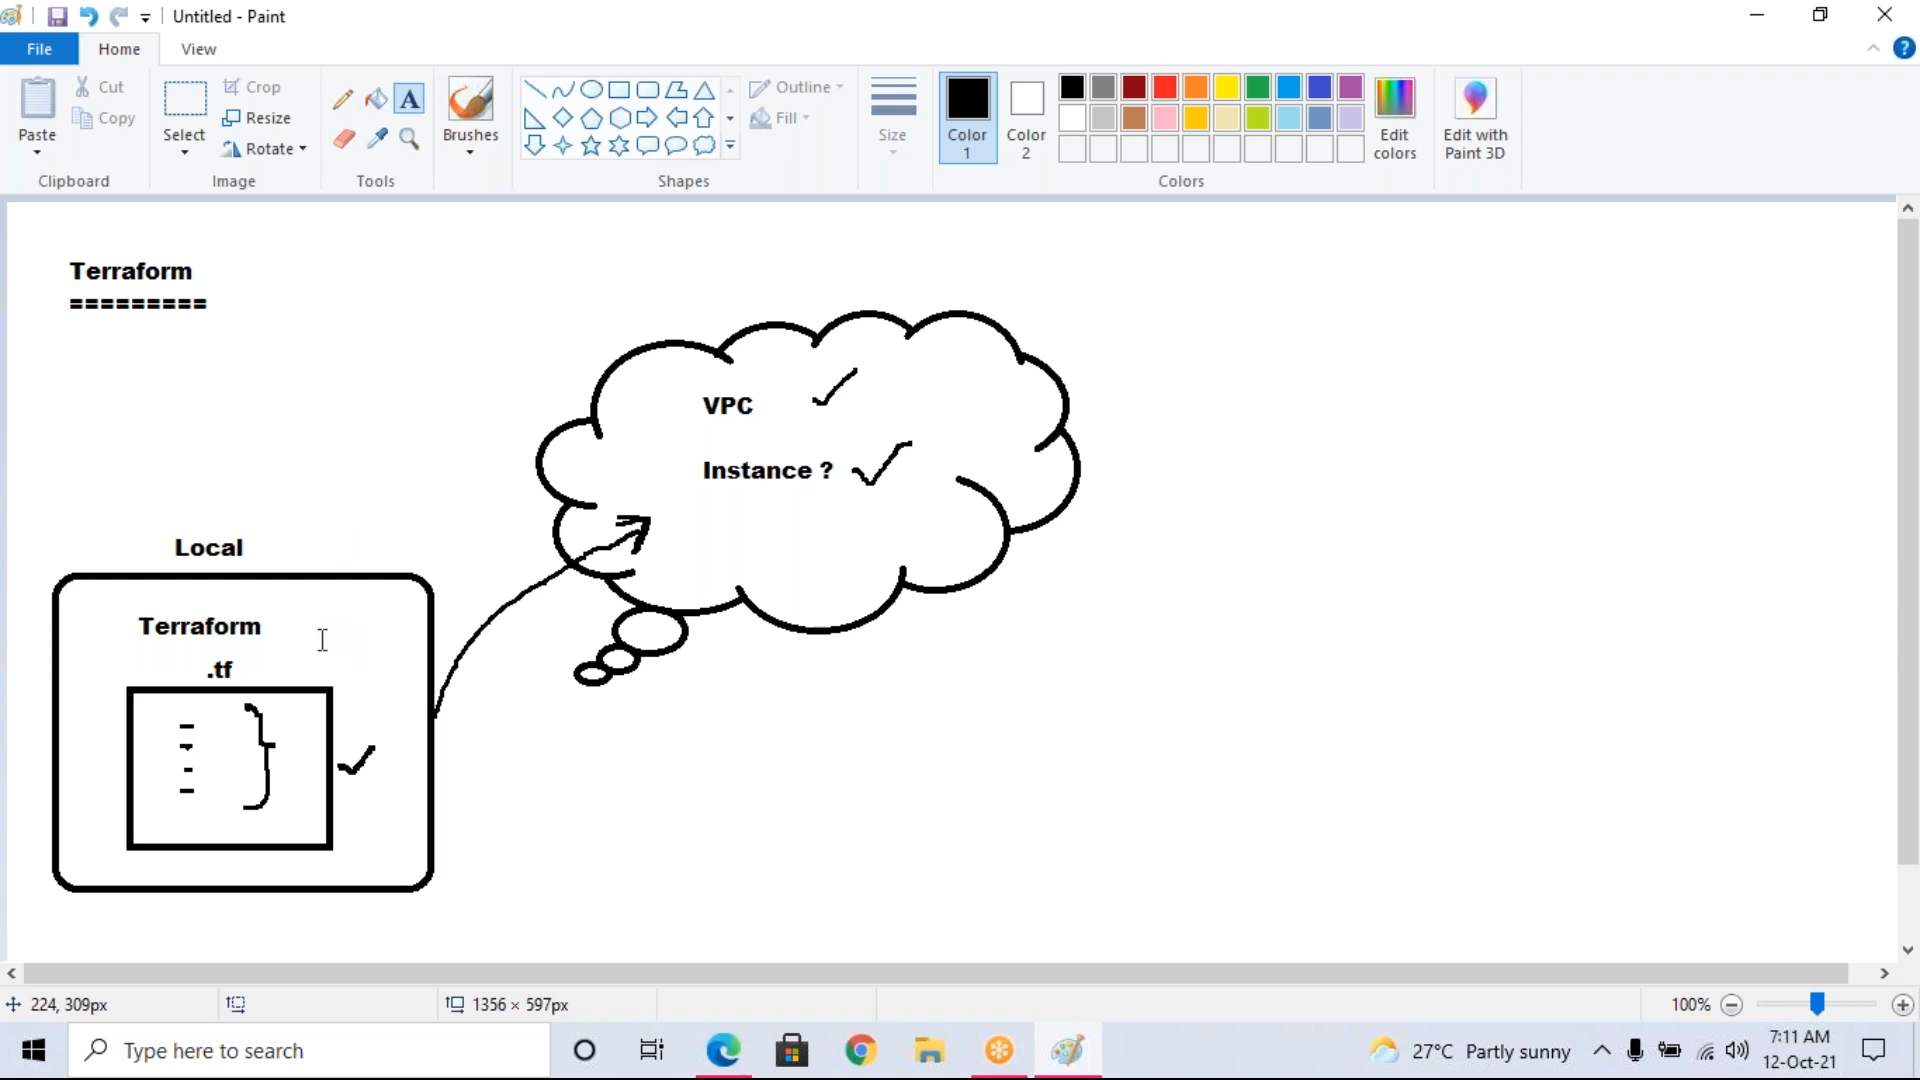 Untitled - Paint
File
Home
View
Paste
Cut
Copy
Clipboard
Select
Crop
Resize
Rotate
Image
A
Tools
Brushes
Shapes
Outline
Fill
Size
Color 1
Color 2
Edit colors
Colors
Edit with Paint 3D
Terraform
=========
VPC
Instance ?
Local
Terraform
.tf
224, 309px
1356 × 597px
100%
Type here to search
27°C Partly sunny
7:11 AM
12-Oct-21